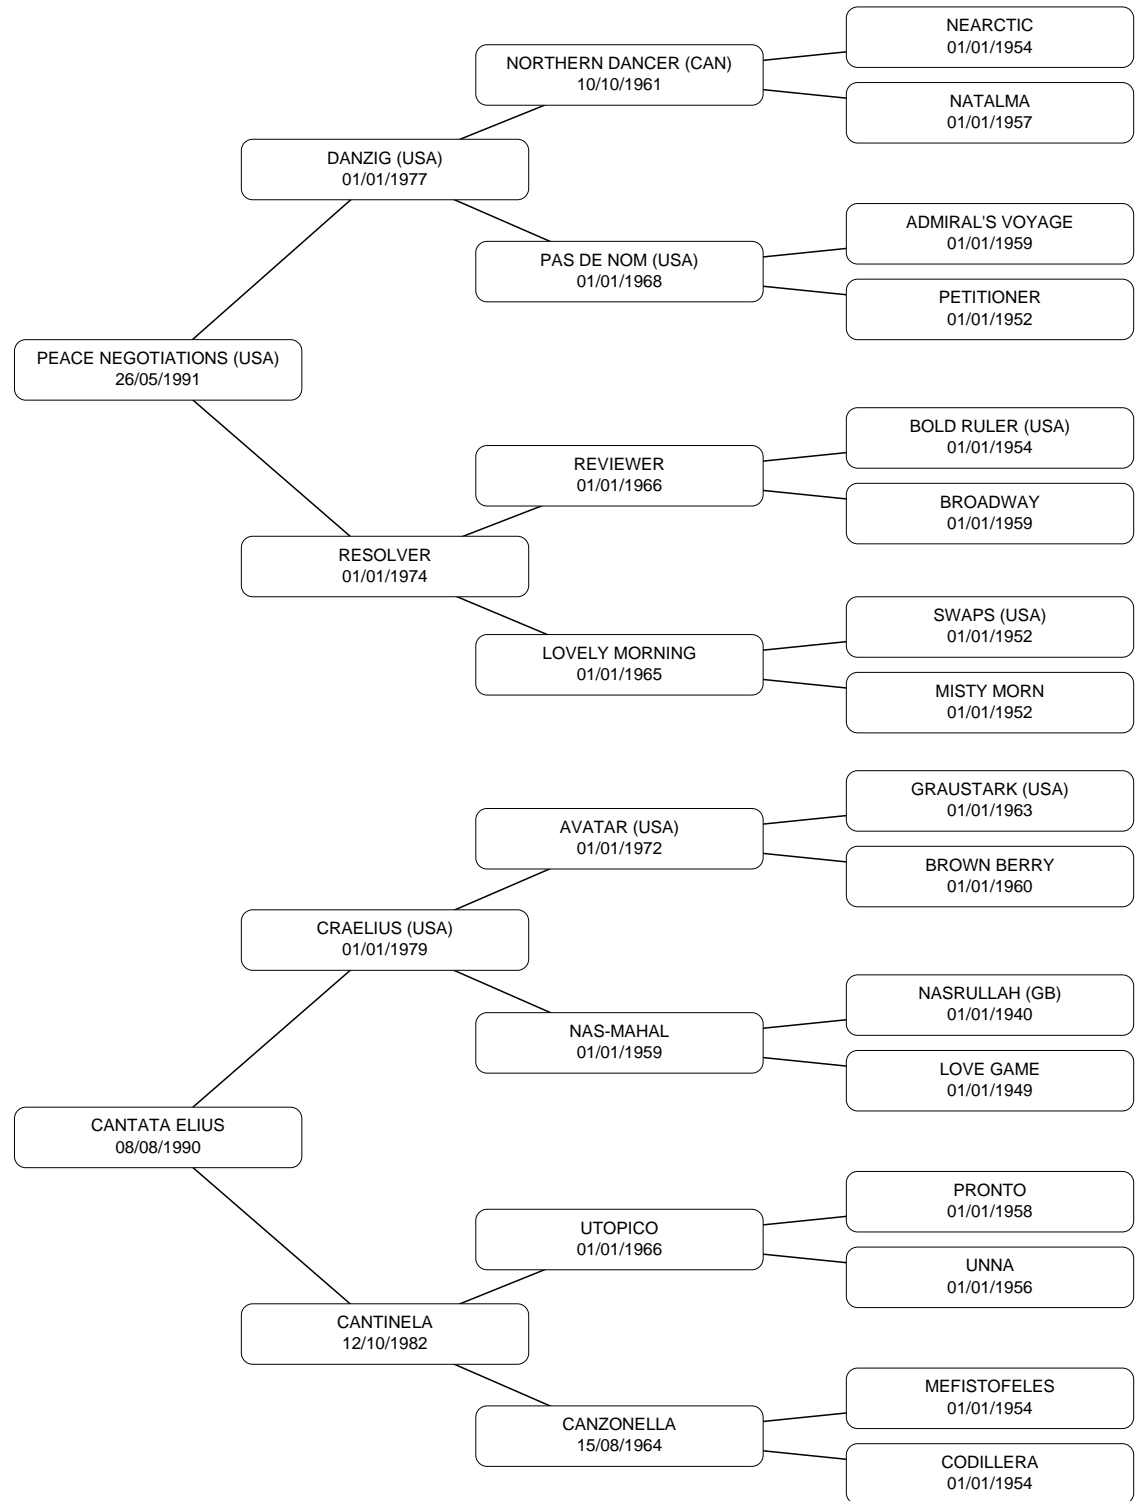 NEARCTIC
01/01/1954
NORTHERN DANCER (CAN)
10/10/1961
NATALMA
01/01/1957
DANZIG (USA)
01/01/1977
ADMIRAL'S VOYAGE
01/01/1959
PAS DE NOM (USA)
01/01/1968
PETITIONER
01/01/1952
PEACE NEGOTIATIONS (USA)
26/05/1991
BOLD RULER (USA)
01/01/1954
REVIEWER
01/01/1966
BROADWAY
01/01/1959
RESOLVER
01/01/1974
SWAPS (USA)
01/01/1952
LOVELY MORNING
01/01/1965
MISTY MORN
01/01/1952
GRAUSTARK (USA)
01/01/1963
AVATAR (USA)
01/01/1972
BROWN BERRY
01/01/1960
CRAELIUS (USA)
01/01/1979
NASRULLAH (GB)
01/01/1940
NAS-MAHAL
01/01/1959
LOVE GAME
01/01/1949
CANTATA ELIUS
08/08/1990
PRONTO
01/01/1958
UTOPICO
01/01/1966
UNNA
01/01/1956
CANTINELA
12/10/1982
MEFISTOFELES
01/01/1954
CANZONELLA
15/08/1964
CODILLERA
01/01/1954